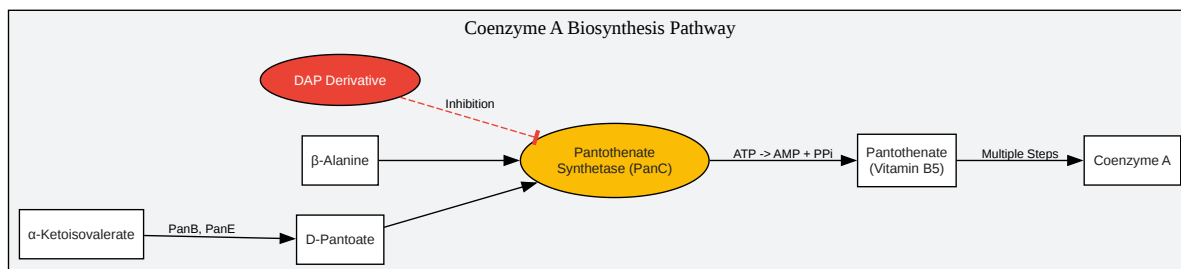 Coenzyme A Biosynthesis Pathway
DAP Derivative
Inhibition
β-Alanine
Pantothenate
Synthetase (PanC)
ATP -> AMP + PPi
Pantothenate
(Vitamin B5)
Multiple Steps
Coenzyme A
α-Ketoisovalerate
PanB, PanE
D-Pantoate